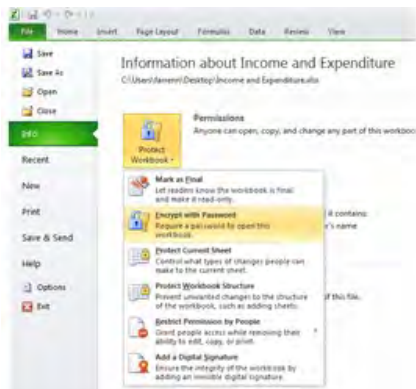 File Home Insert Page Layout Formulas Data Review View
Save
Save As
Open
Close
Info
Recent
New
Print
Save & Send
Help
Options
Exit
Information about Income and Expenditure
C:\Users\farrenn\Desktop\Income and Expenditure.xlsx
Permissions
Anyone can open, copy, and change any part of this workboo
Protect
Workbook
Mark as Final
Let readers know the workbook is final
and make it read-only.
Encrypt with Password
Require a password to open this
workbook.
it contains:
r's name
Protect Current Sheet
Control what types of changes people can
make to the current sheet.
Protect Workbook Structure
Prevent unwanted changes to the structure
of the workbook, such as adding sheets.
of this file.
Restrict Permission by People
Grant people access while removing their
ability to edit, copy, or print.
Add a Digital Signature
Ensure the integrity of the workbook by
adding an invisible digital signature.